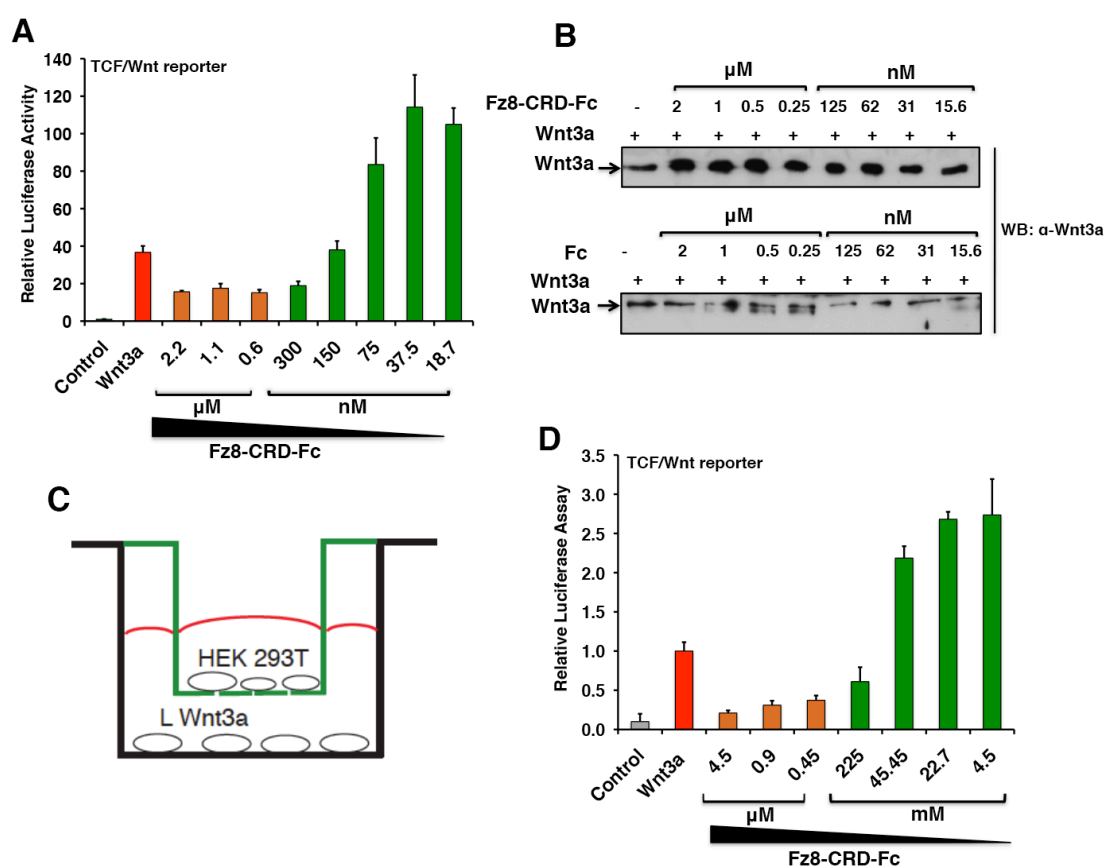 A
TCF/Wnt reporter
Relative Luciferase Activity
140
120
100
80
60
40
20
0
Control
Wnt3a
2.2
1.1
0.6
300
150
75
37.5
18.7
µM
nM
Fz8-CRD-Fc
B
µM
nM
Fz8-CRD-Fc - 2 1 0.5 0.25 125 62 31 15.6
Wnt3a + + + + + + + + +
Wnt3a
µM
nM
Fc - 2 1 0.5 0.25 125 62 31 15.6
Wnt3a + + + + + + + + +
Wnt3a
WB: α-Wnt3a
C
HEK 293T
L Wnt3a
D
TCF/Wnt reporter
Relative Luciferase Assay
3.5
3.0
2.5
2.0
1.5
1.0
0.5
0.0
Control
Wnt3a
4.5
0.9
0.45
225
45.45
22.7
4.5
µM
mM
Fz8-CRD-Fc